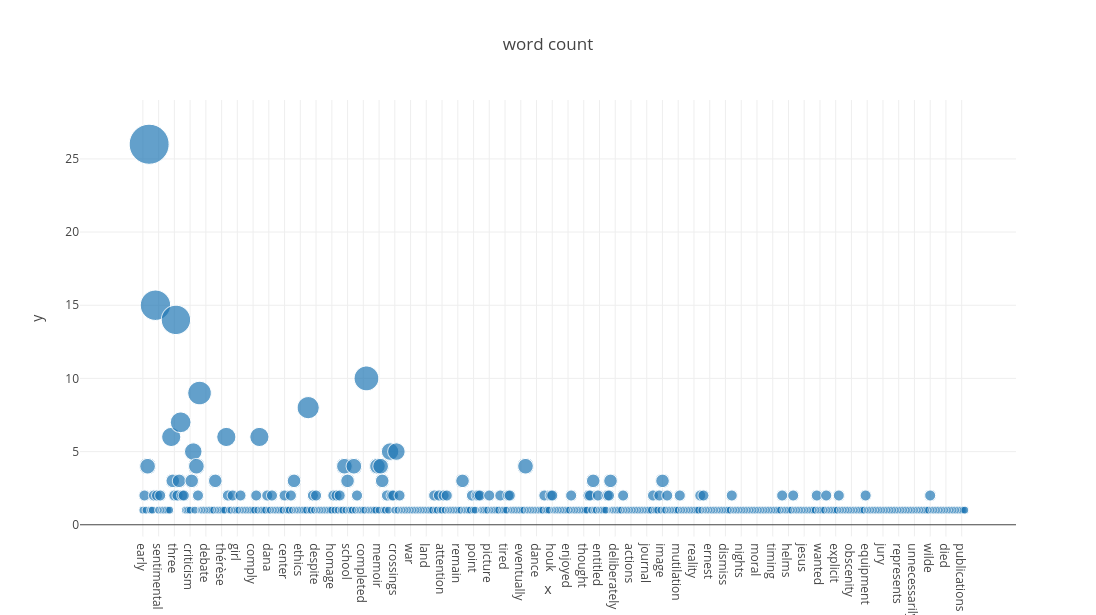 word count
y
25
20
15
10
5
0
early
sentimental
three
criticism
debate
thérèse
girl
comply
dana
center
ethics
despite
homage
school
completed
memoir
crossings
war
land
attention
remain
point
picture
tired
eventually
dance
houk
enjoyed
thought
entitled
deliberately
actions
journal
image
mutilation
reality
ernest
dismiss
nights
moral
timing
helms
jesus
wanted
explicit
obscenity
equipment
jury
represents
unnecessaril
wilde
died
publications
x